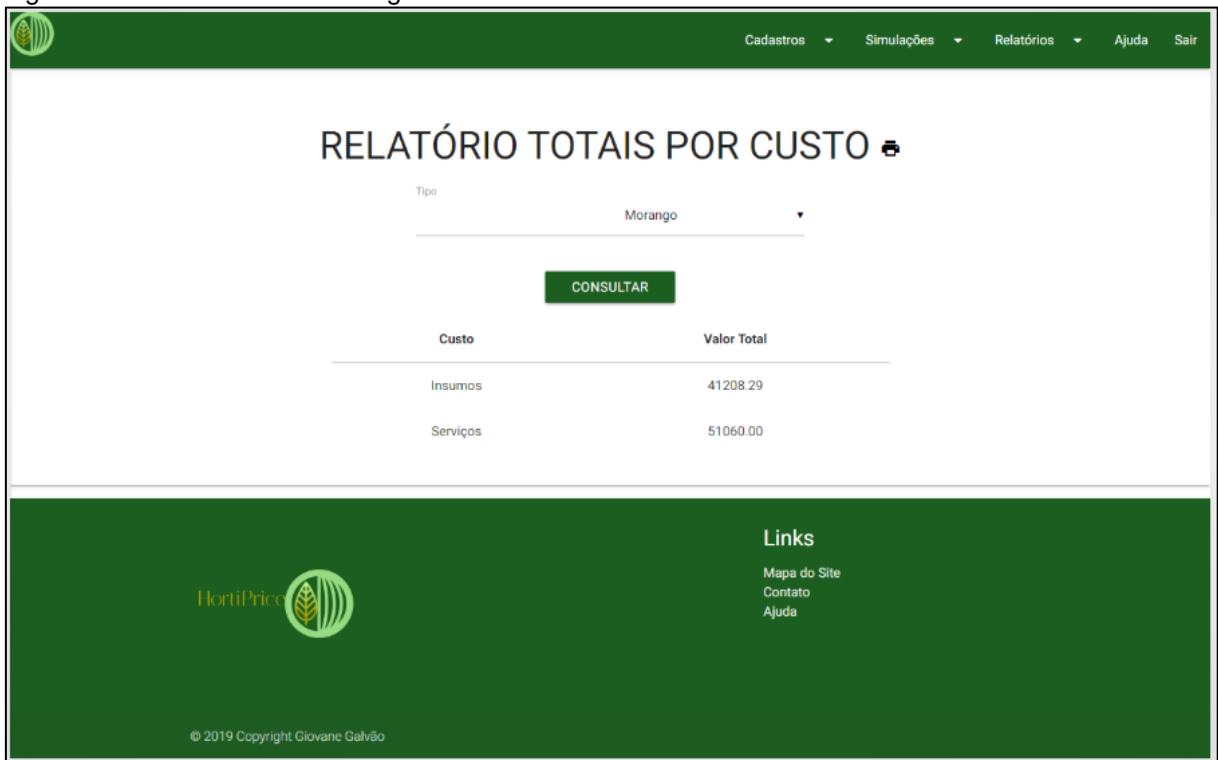 Cadastros Simulações Relatórios Ajuda Sair
RELATÓRIO TOTAIS POR CUSTO
Tipo
Morango
CONSULTAR
Custo Valor Total
Insumos 41208.29
Serviços 51060.00
Links
Mapa do Site
Contato
Ajuda
HortiPrice
© 2019 Copyright Giovane Galvão